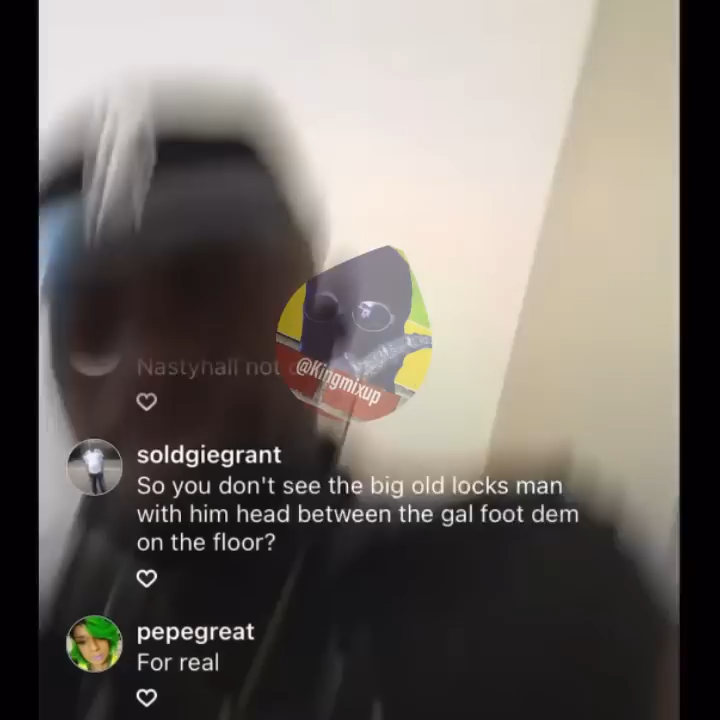 Nastyhall not
@Kingmixup
soldgiegrant
So you don't see the big old locks man
with him head between the gal foot dem
on the floor?
pepegreat
For real